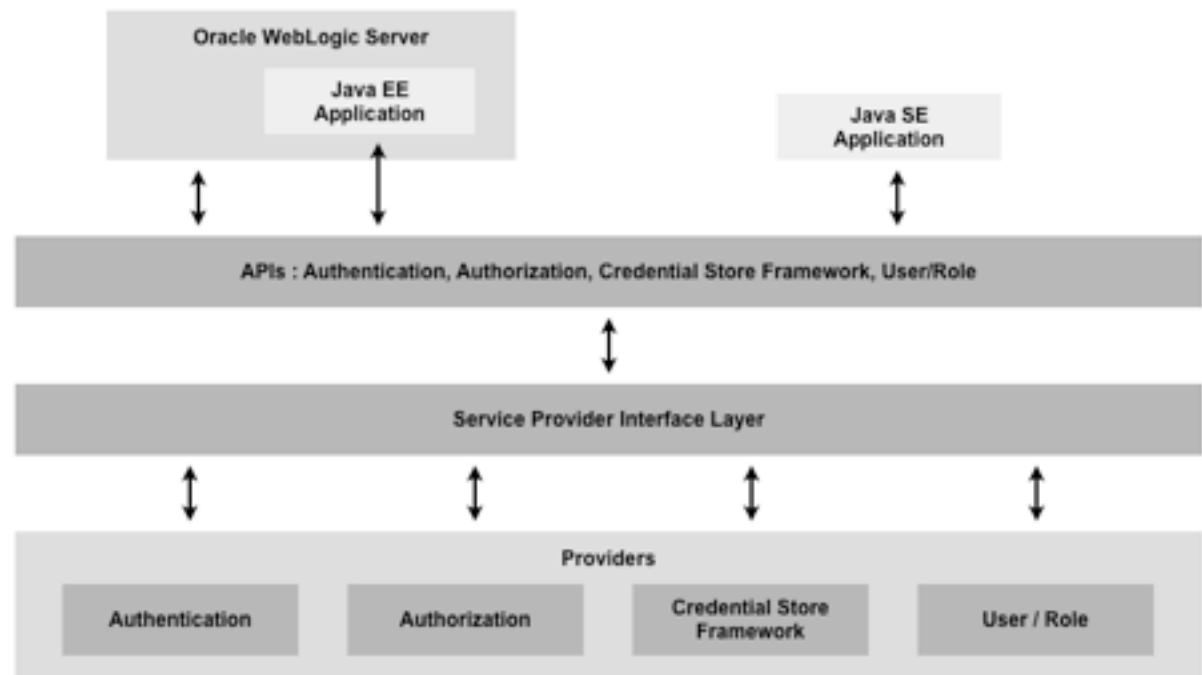 Oracle WebLogic Server
Java EE
Application
Java SE
Application
APIs : Authentication, Authorization, Credential Store Framework, User/Role
Service Provider Interface Layer
Providers
Authentication
Authorization
Credential Store
Framework
User / Role